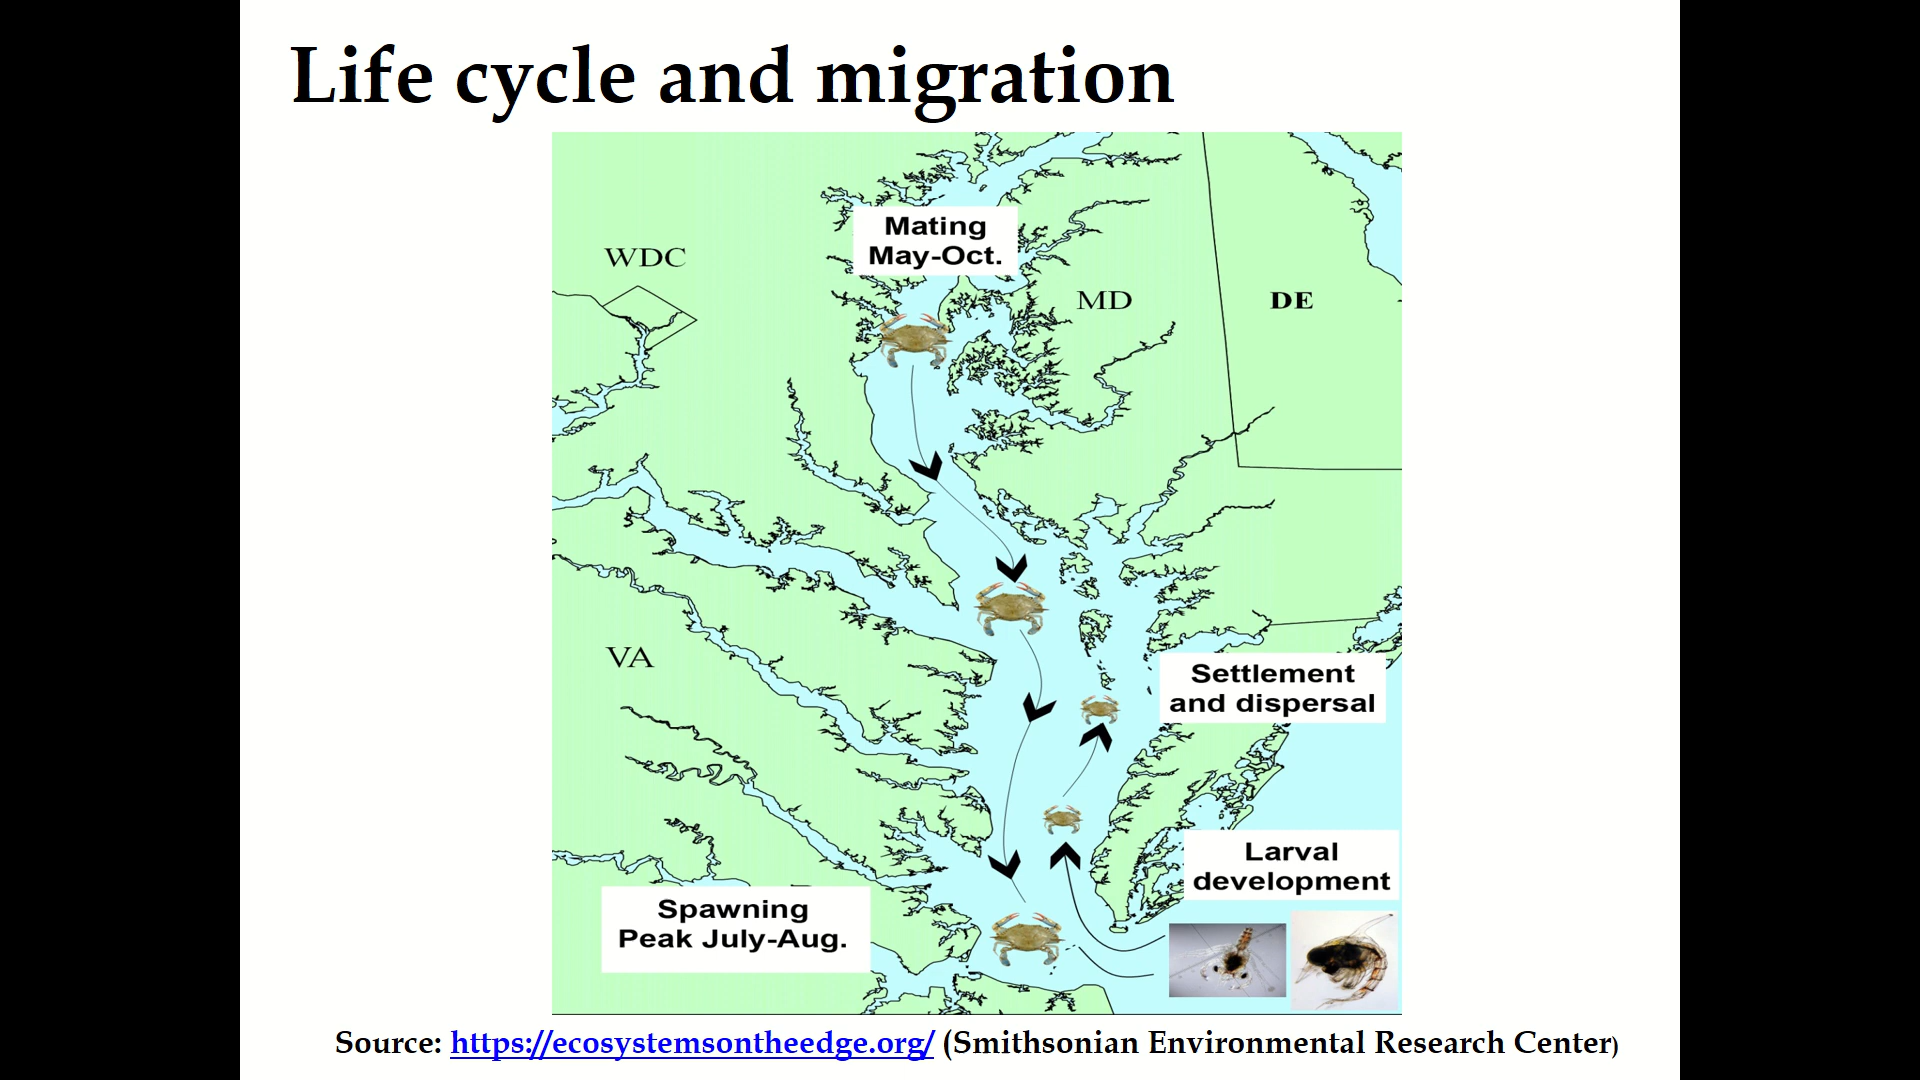 Life cycle and migration
Mating
May-Oct.
WDC
MD
DE
VA
Settlement
and dispersal
Larval
development
Spawning
Peak July-Aug.
Source: https://ecosystemsontheedge.org/ (Smithsonian Environmental Research Center)